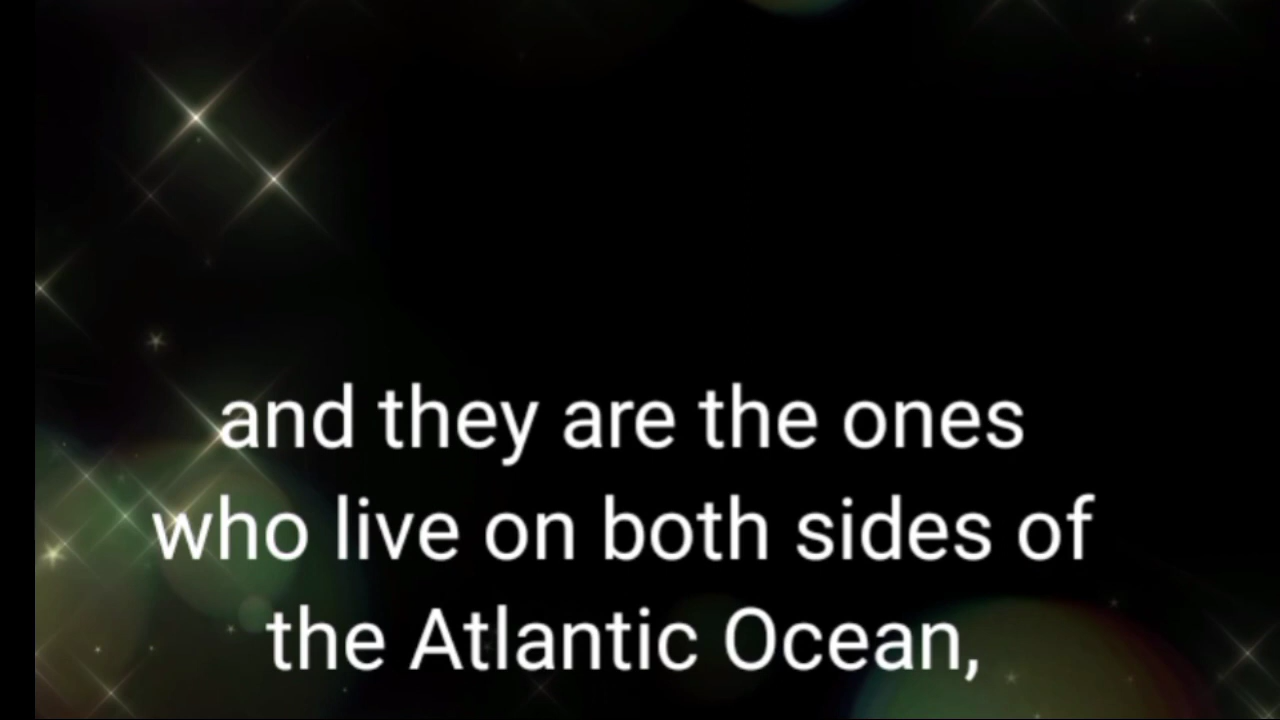 and they are the ones
who live on both sides of
the Atlantic Ocean,